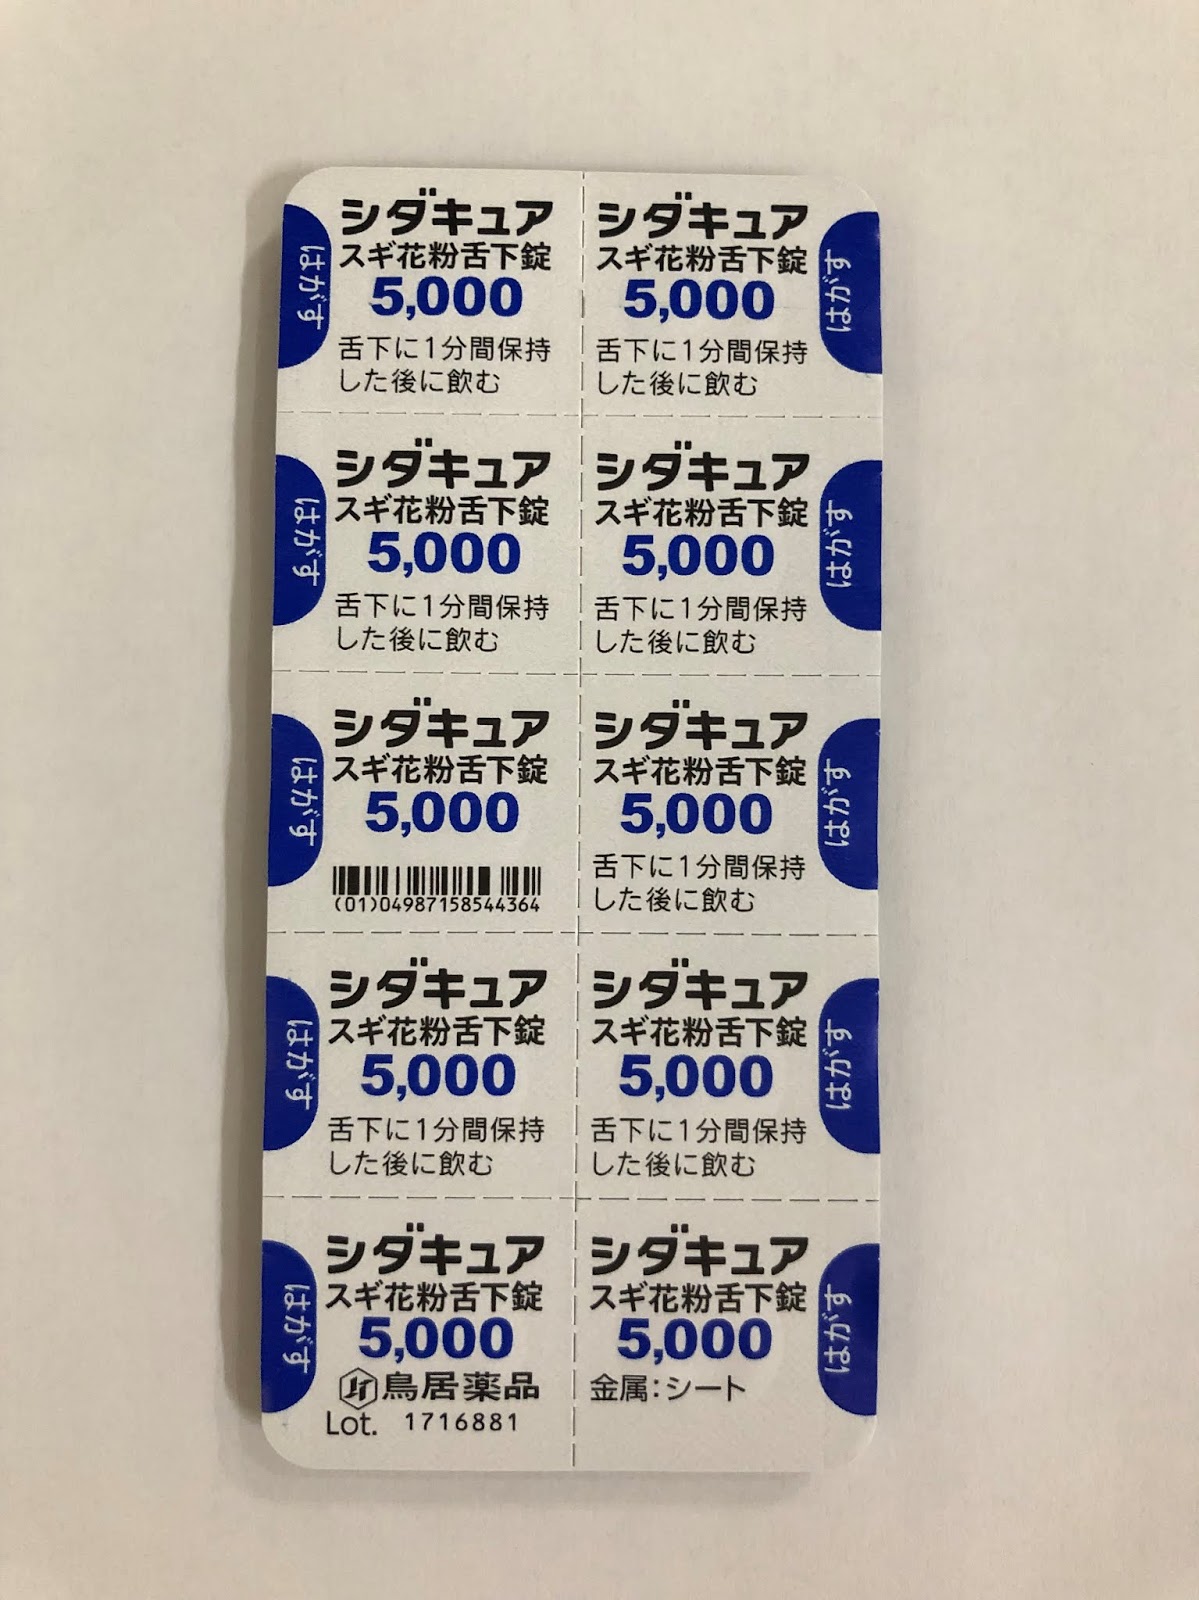 シダキュア
スギ花粉舌下錠
5,000
舌下に1分間保持
した後に飲む
はがす
シダキュア
スギ花粉舌下錠
5,000
舌下に1分間保持
した後に飲む
はがす
シダキュア
スギ花粉舌下錠
5,000
舌下に1分間保持
した後に飲む
はがす
シダキュア
スギ花粉舌下錠
5,000
舌下に1分間保持
した後に飲む
はがす
シダキュア
スギ花粉舌下錠
5,000
(01)04987158544364
はがす
シダキュア
スギ花粉舌下錠
5,000
舌下に1分間保持
した後に飲む
はがす
シダキュア
スギ花粉舌下錠
5,000
舌下に1分間保持
した後に飲む
はがす
シダキュア
スギ花粉舌下錠
5,000
舌下に1分間保持
した後に飲む
はがす
シダキュア
スギ花粉舌下錠
5,000
鳥居薬品
Lot. 1716881
はがす
シダキュア
スギ花粉舌下錠
5,000
金属:シート
はがす